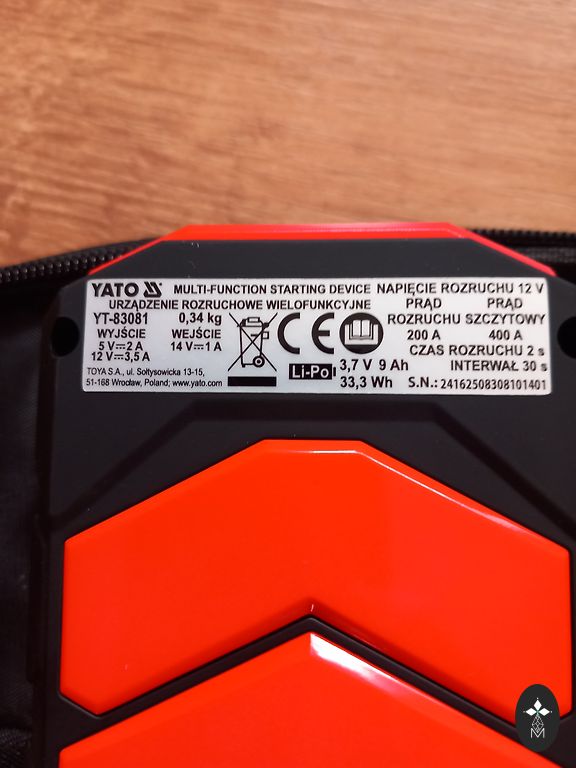 YATO MULTI-FUNCTION STARTING DEVICE NAPIĘCIE ROZRUCHU 12 V
URZĄDZENIE ROZRUCHOWE WIELOFUNKCYJNE PRĄD PRĄD
YT-83081 0,34 kg CE ROZRUCHU SZCZYTOWY
WYJŚCIE WEJŚCIE 200 A 400 A
5 V⎓2 A 14 V⎓1 A CZAS ROZRUCHU 2 s
12 V⎓3,5 A Li-Po 3,7 V 9 Ah INTERWAŁ 30 s
TOYA S.A., ul. Sołtysowicka 13-15, 33,3 Wh S.N.: 24162508308101401
51-168 Wrocław, Poland; www.yato.com
M